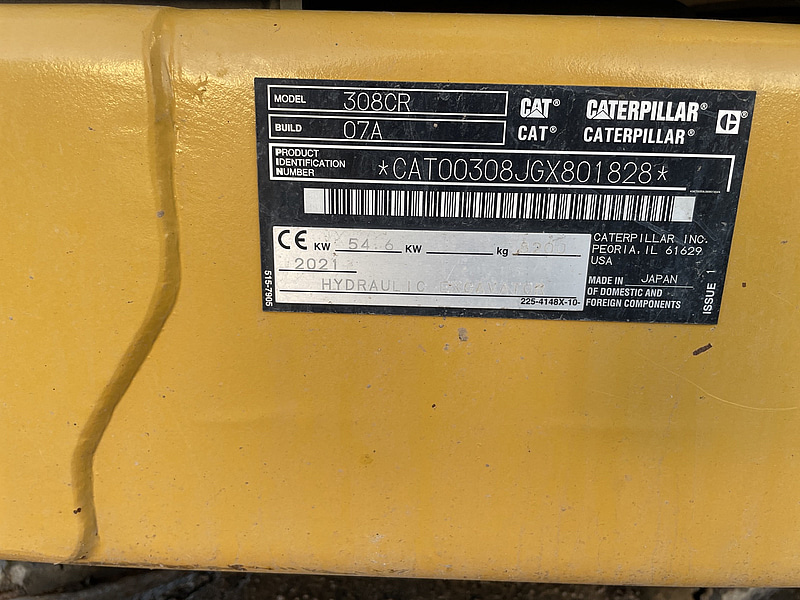 MODEL 308CR
CAT® CATERPILLAR®
BUILD 07A
CAT® CATERPILLAR®
PRODUCT
IDENTIFICATION
NUMBER
*CAT00308JGX801828*
CE KW 54.6 KW kg
2021
HYDRAULIC EXCAVATOR
225-4148X-10-
CATERPILLAR INC.
PEORIA, IL 61629
USA
MADE IN JAPAN
OF DOMESTIC AND
FOREIGN COMPONENTS
ISSUE 1
515-7905